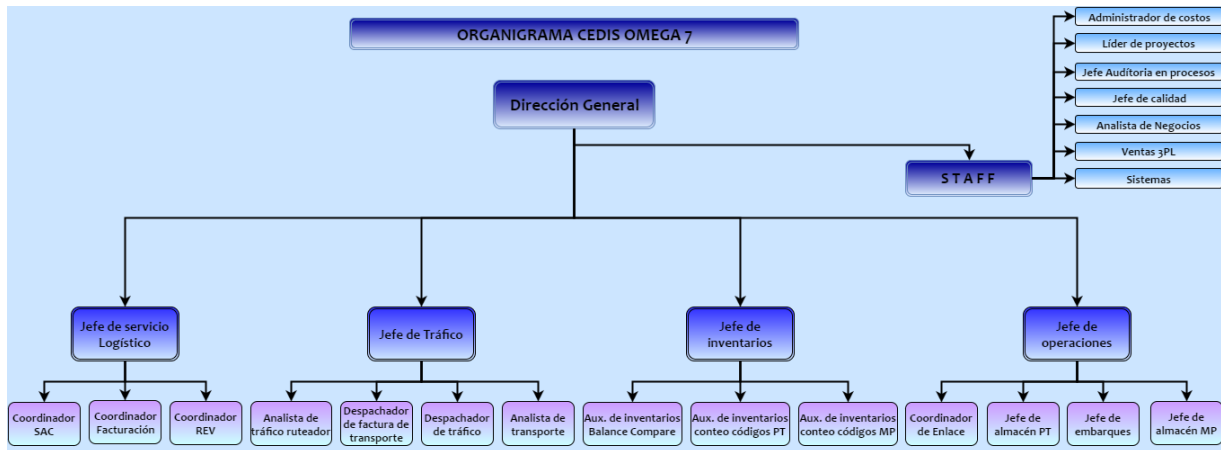 ORGANIGRAMA CEDIS OMEGA 7
Administrador de costos
Líder de proyectos
Jefe Audítoria en procesos
Jefe de calidad
Analista de Negocios
Ventas 3PL
Sistemas
Dirección General
S T A F F
Jefe de servicio
Logístico
Jefe de Tráfico
Jefe de
inventarios
Jefe de
operaciones
Coordinador
SAC
Coordinador
Facturación
Coordinador
REV
Analista de
tráfico ruteador
Despachador
de factura de
transporte
Despachador
de tráfico
Analista de
transporte
Aux. de inventarios
Balance Compare
Aux. de inventarios
conteo códigos PT
Aux. de inventarios
conteo códigos MP
Coordinador
de Enlace
Jefe de
almacén PT
Jefe de
embarques
Jefe de
almacén MP